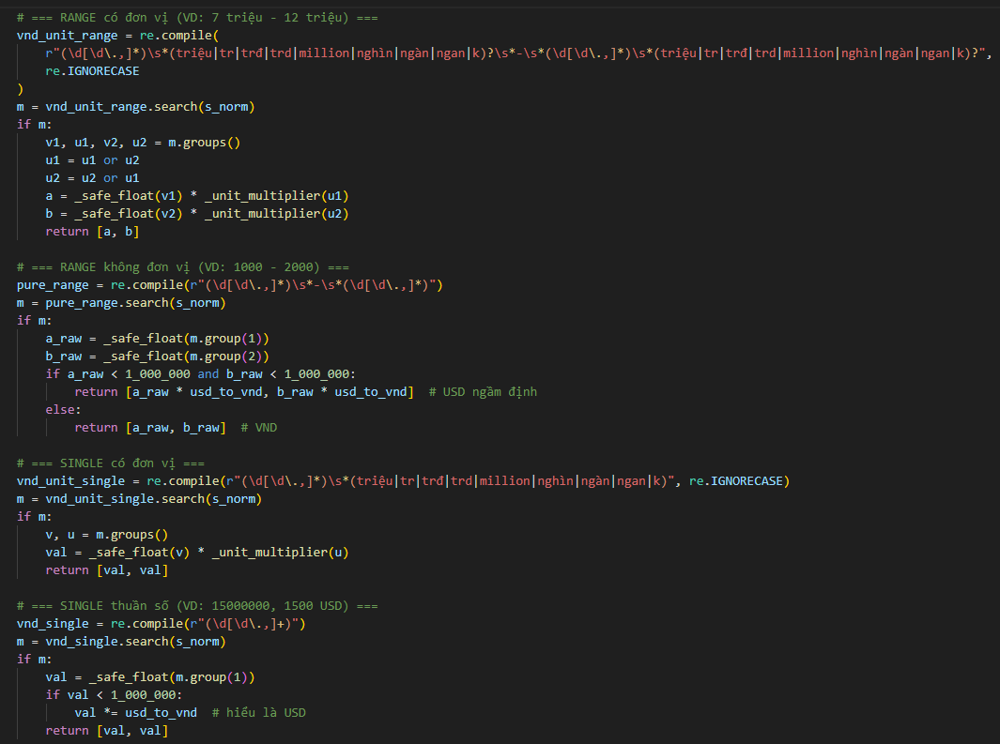 # === RANGE có đơn vị (VD: 7 triệu - 12 triệu) ===
vnd_unit_range = re.compile(
    r"(\d[\d\.,]*)\s*(triệu|tr|trđ|trd|million|nghìn|ngàn|ngan|k)?\s*-\s*(\d[\d\.,]*)\s*(triệu|tr|trđ|trd|million|nghìn|ngàn|ngan|k)?",
    re.IGNORECASE
)
m = vnd_unit_range.search(s_norm)
if m:
    v1, u1, v2, u2 = m.groups()
    u1 = u1 or u2
    u2 = u2 or u1
    a = _safe_float(v1) * _unit_multiplier(u1)
    b = _safe_float(v2) * _unit_multiplier(u2)
    return [a, b]

# === RANGE không đơn vị (VD: 1000 - 2000) ===
pure_range = re.compile(r"(\d[\d\.,]*)\s*-\s*(\d[\d\.,]*)")
m = pure_range.search(s_norm)
if m:
    a_raw = _safe_float(m.group(1))
    b_raw = _safe_float(m.group(2))
    if a_raw < 1_000_000 and b_raw < 1_000_000:
        return [a_raw * usd_to_vnd, b_raw * usd_to_vnd]  # USD ngầm định
    else:
        return [a_raw, b_raw]  # VND

# === SINGLE có đơn vị ===
vnd_unit_single = re.compile(r"(\d[\d\.,]*)\s*(triệu|tr|trđ|trd|million|nghìn|ngàn|ngan|k)", re.IGNORECASE)
m = vnd_unit_single.search(s_norm)
if m:
    v, u = m.groups()
    val = _safe_float(v) * _unit_multiplier(u)
    return [val, val]

# === SINGLE thuần số (VD: 15000000, 1500 USD) ===
vnd_single = re.compile(r"(\d[\d\.,]+)")
m = vnd_single.search(s_norm)
if m:
    val = _safe_float(m.group(1))
    if val < 1_000_000:
        val *= usd_to_vnd  # hiểu là USD
    return [val, val]